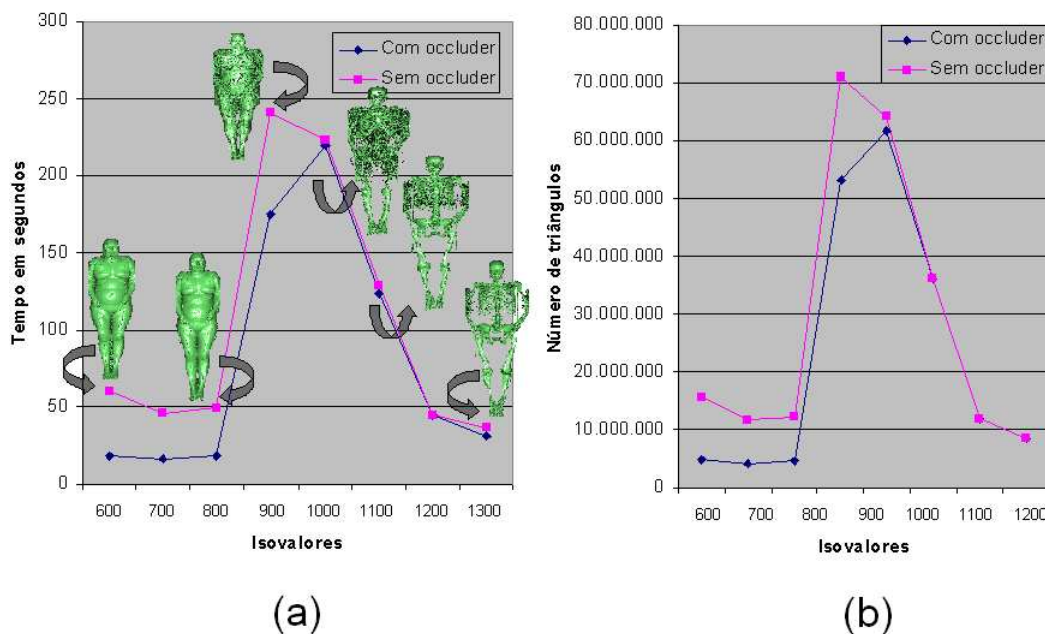 300
250
200
150
100
50
0
Tempo em segundos
Com occluder
Sem occluder
600 700 800 900 1000 1100 1200 1300
Isovalores
(a)
80.000.000
70.000.000
60.000.000
50.000.000
40.000.000
30.000.000
20.000.000
10.000.000
0
Número de triângulos
Com occluder
Sem occluder
600 700 800 900 1000 1100 1200
Isovalores
(b)